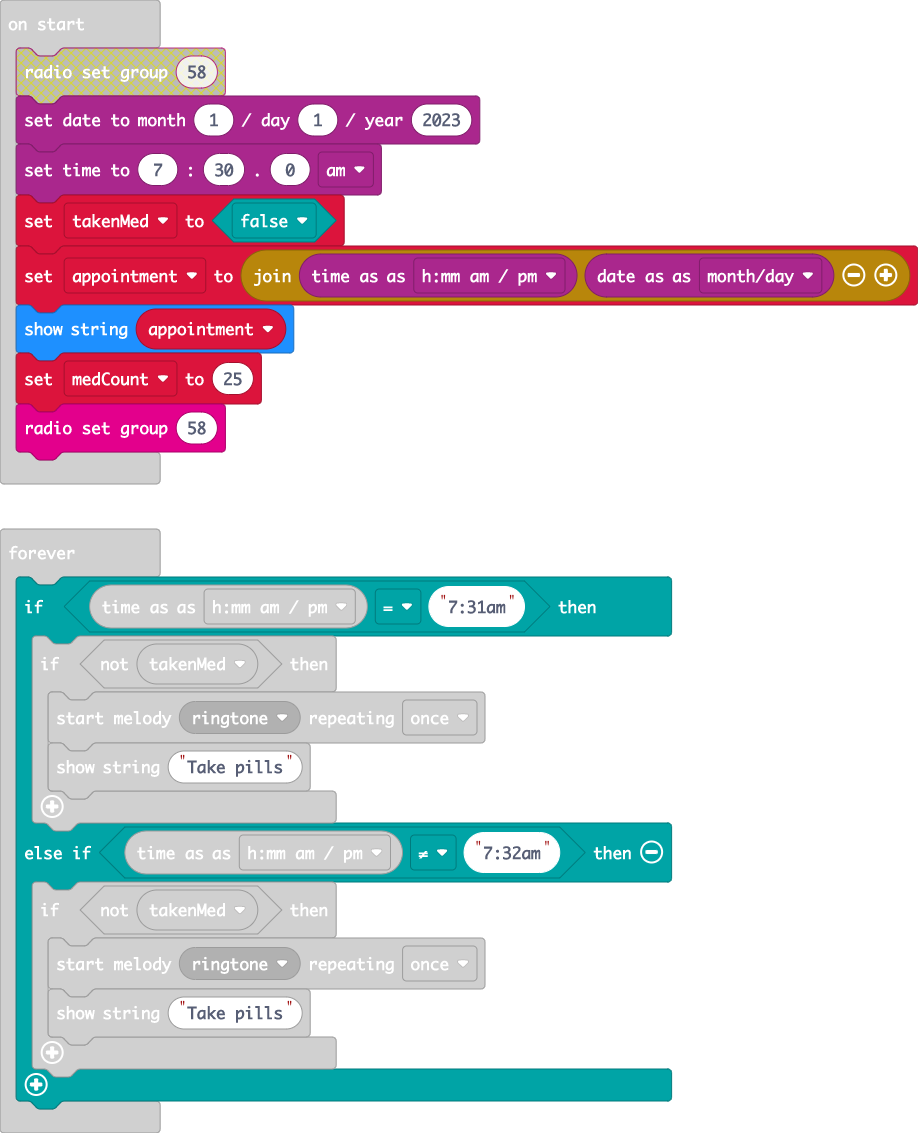 on start
radio set group 58
set date to month 1 / day 1 / year 2023
set time to 7 : 30 . 0 am
set takenMed to false
set appointment to join time as as h:mm am / pm date as as month/day
show string appointment
set medCount to 25
radio set group 58
forever
if time as as h:mm am / pm = "7:31am" then
if not takenMed then
start melody ringtone repeating once
show string "Take pills"
else if time as as h:mm am / pm ≠ "7:32am" then
if not takenMed then
start melody ringtone repeating once
show string "Take pills"